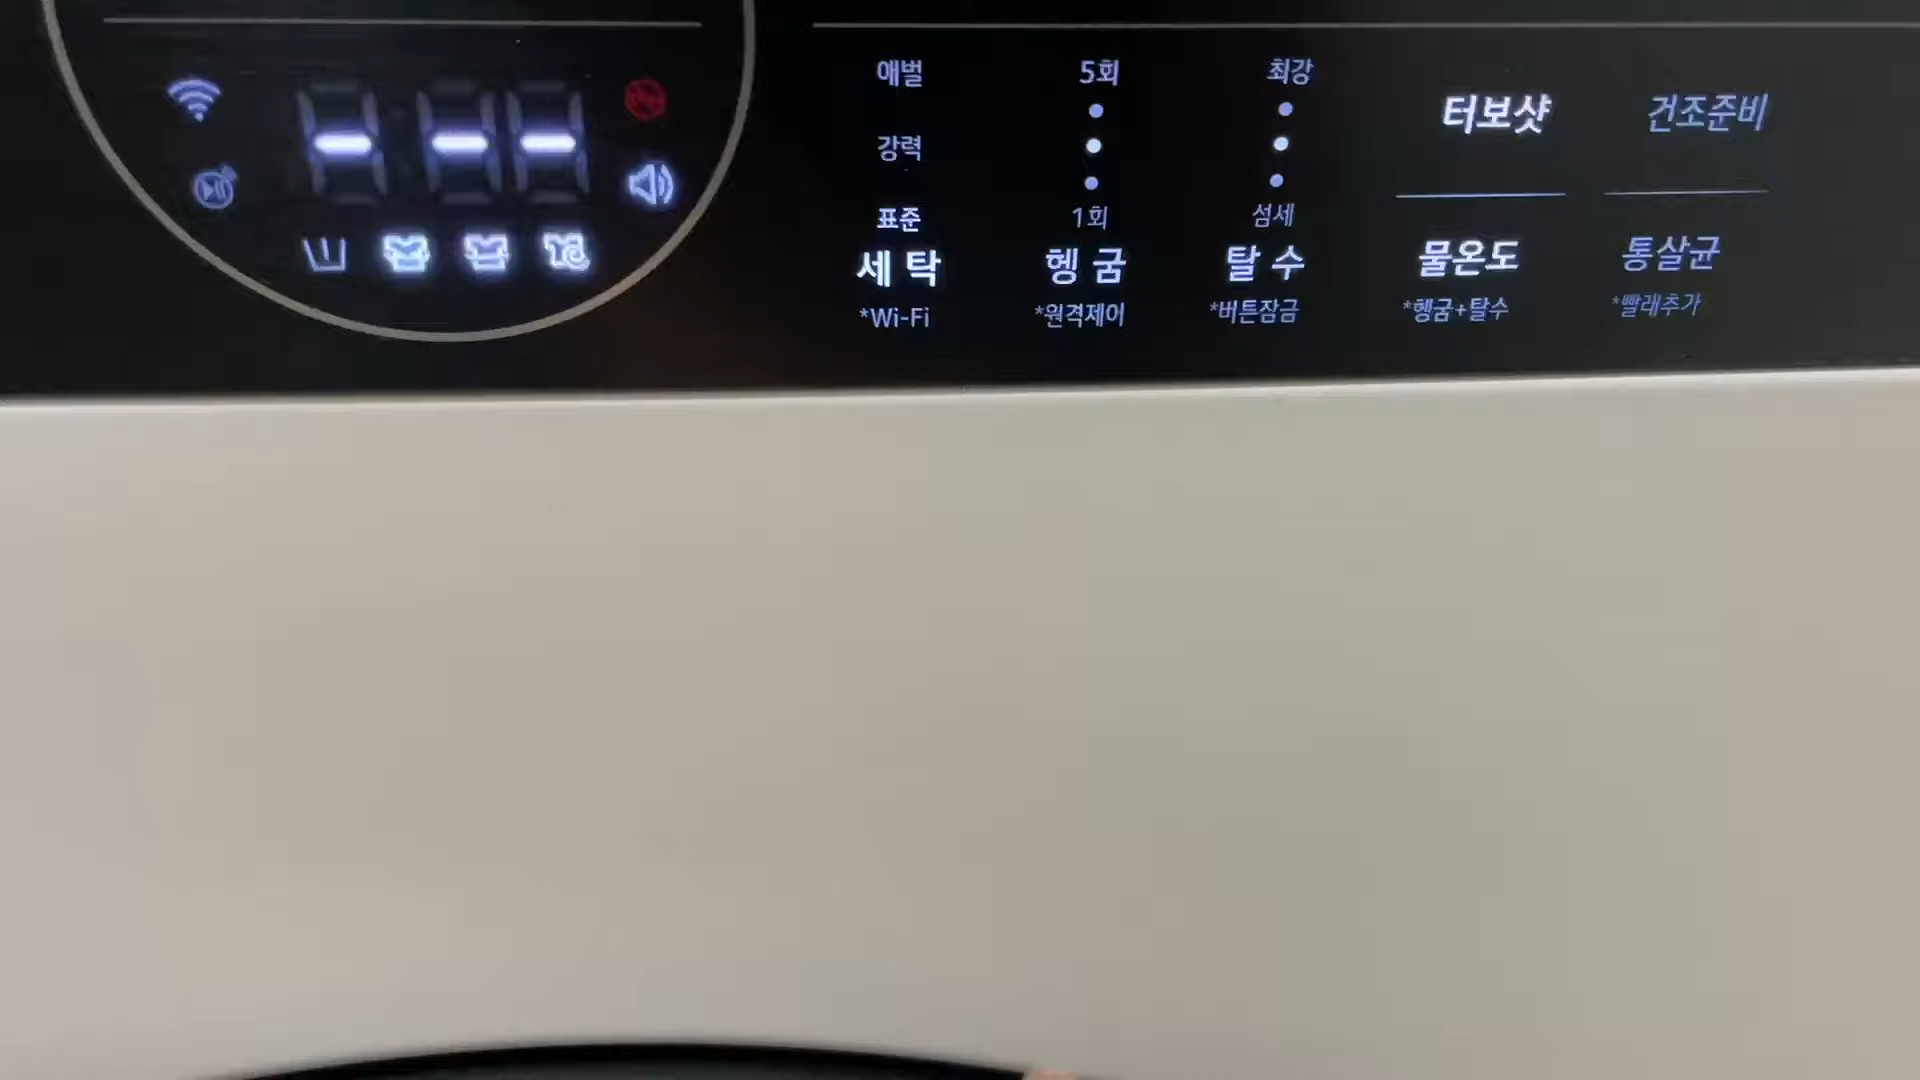 ---
애벌
강력
표준
세탁
*Wi-Fi
5회
1회
헹굼
*원격제어
최강
섬세
탈수
*버튼잠금
터보샷
물온도
*헹굼+탈수
건조준비
통살균
*빨래추가